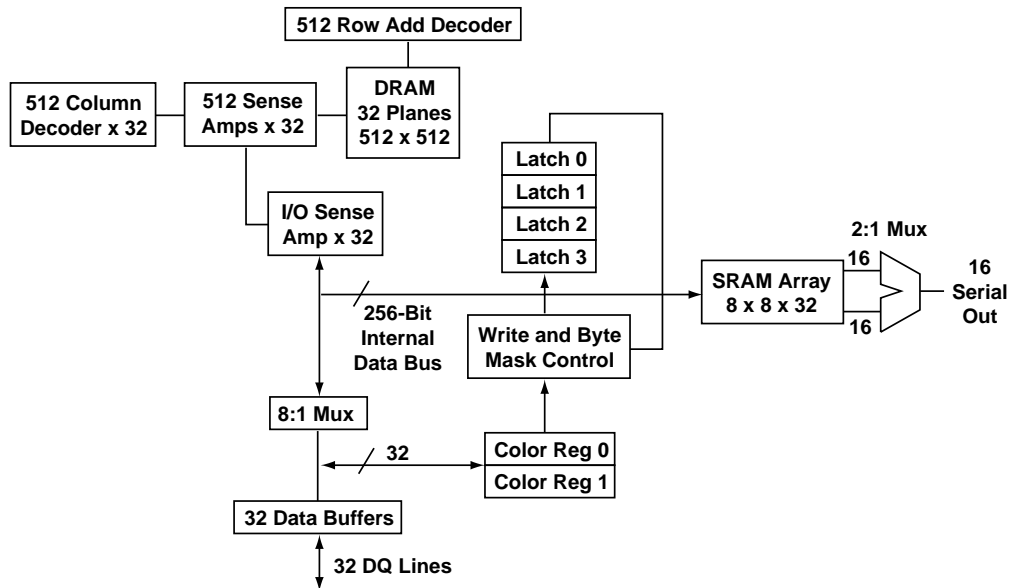 512 Row Add Decoder
512 Column
Decoder x 32
512 Sense
Amps x 32
DRAM
32 Planes
512 x 512
I/O Sense
Amp x 32
Latch 0
Latch 1
Latch 2
Latch 3
256-Bit
Internal
Data Bus
Write and Byte
Mask Control
SRAM Array
8 x 8 x 32
2:1 Mux
16
16
16
Serial
Out
8:1 Mux
32
Color Reg 0
Color Reg 1
32 Data Buffers
32 DQ Lines